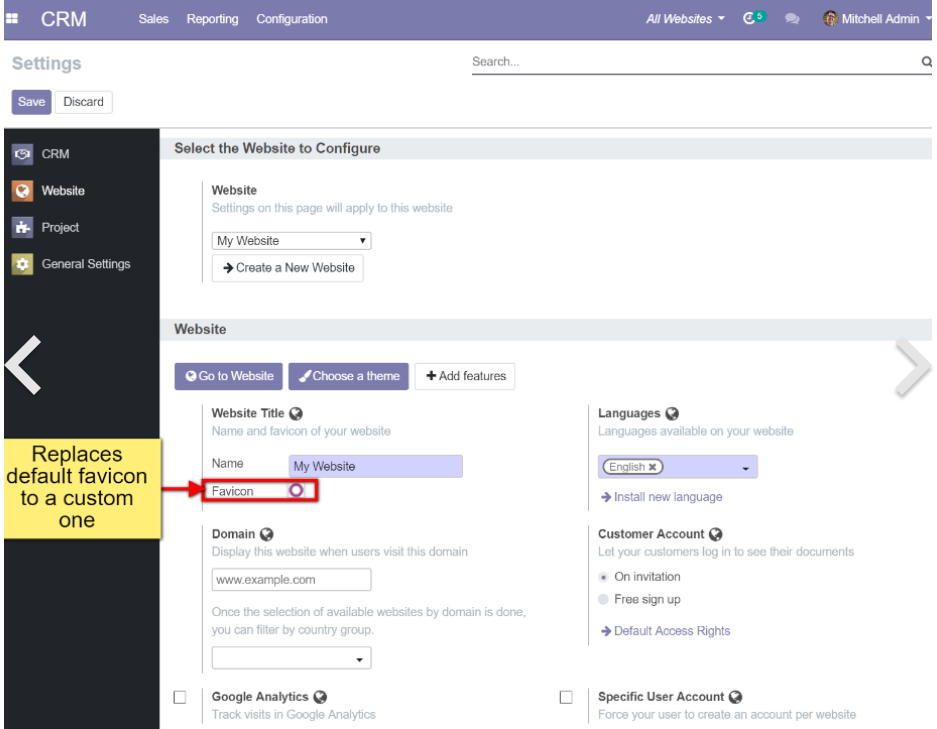 CRM Sales Reporting Configuration All Websites 5 Mitchell Admin
Settings
Search...
Save Discard
CRM
Website
Project
General Settings
Select the Website to Configure
Website
Settings on this page will apply to this website
My Website
Create a New Website
Website
Go to Website Choose a theme Add features
Website Title
Name and favicon of your website
Name My Website
Favicon
Replaces
default favicon
to a custom
one
Languages
Languages available on your website
English
Install new language
Domain
Display this website when users visit this domain
www.example.com
Once the selection of available websites by domain is done,
you can filter by country group.
Customer Account
Let your customers log in to see their documents
On invitation
Free sign up
Default Access Rights
Google Analytics
Track visits in Google Analytics
Specific User Account
Force your user to create an account per website